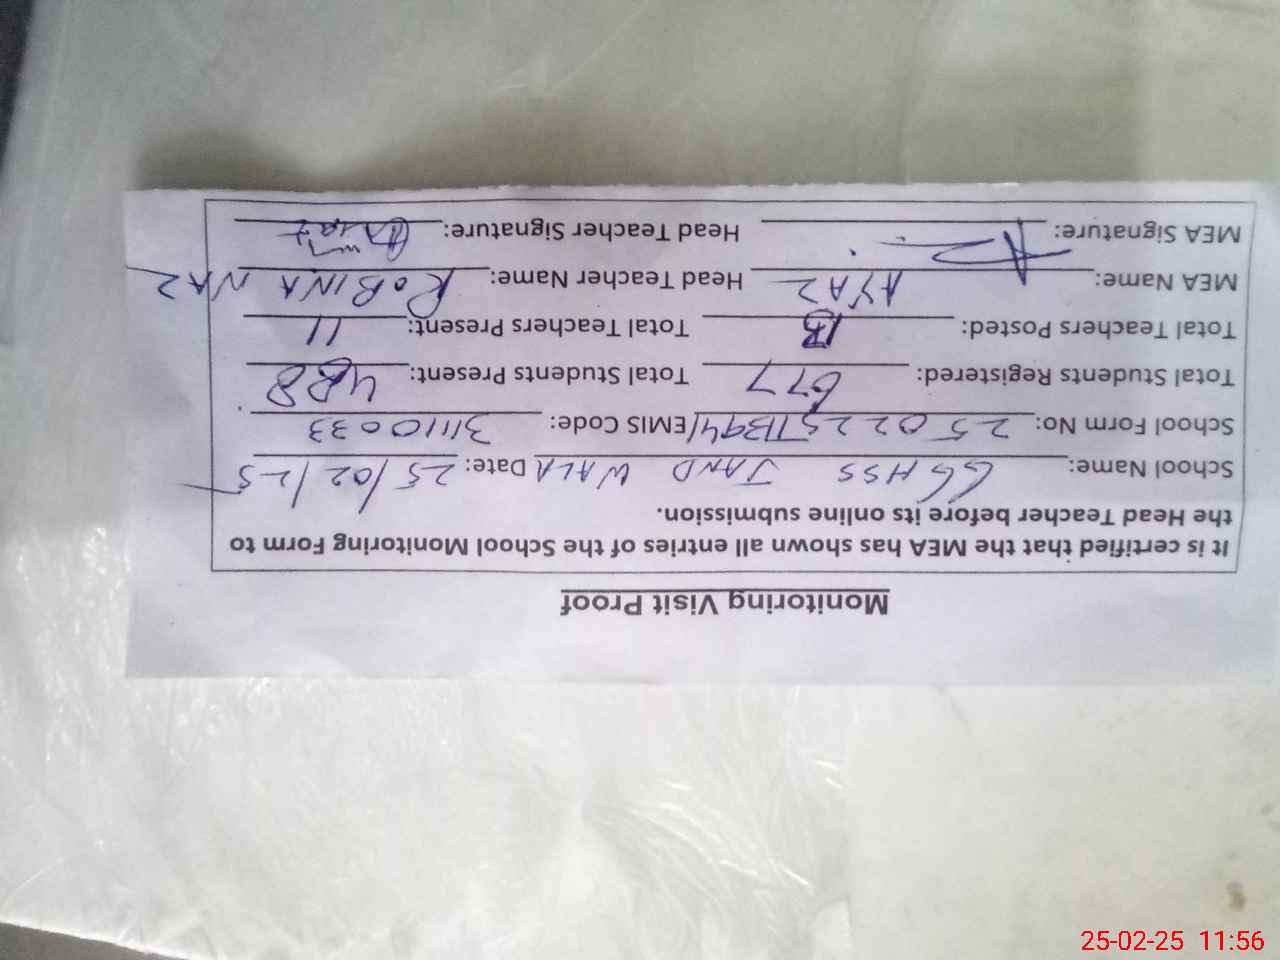 Monitoring Visit Proof
It is certified that the MEA has shown all entries of the School Monitoring Form to
the Head Teacher before its online submission.
School Name: GGHSS JAND WALA Date: 25/02/25
School Form No: EMIS Code: 31110033
Total Students Registered: 677 Total Students Present: 488
Total Teachers Posted: 13 Total Teachers Present: 11
MEA Name: AYAZ Head Teacher Name: ROBINA NAZ
MEA Signature: Head Teacher Signature:
25-02-25 11:56